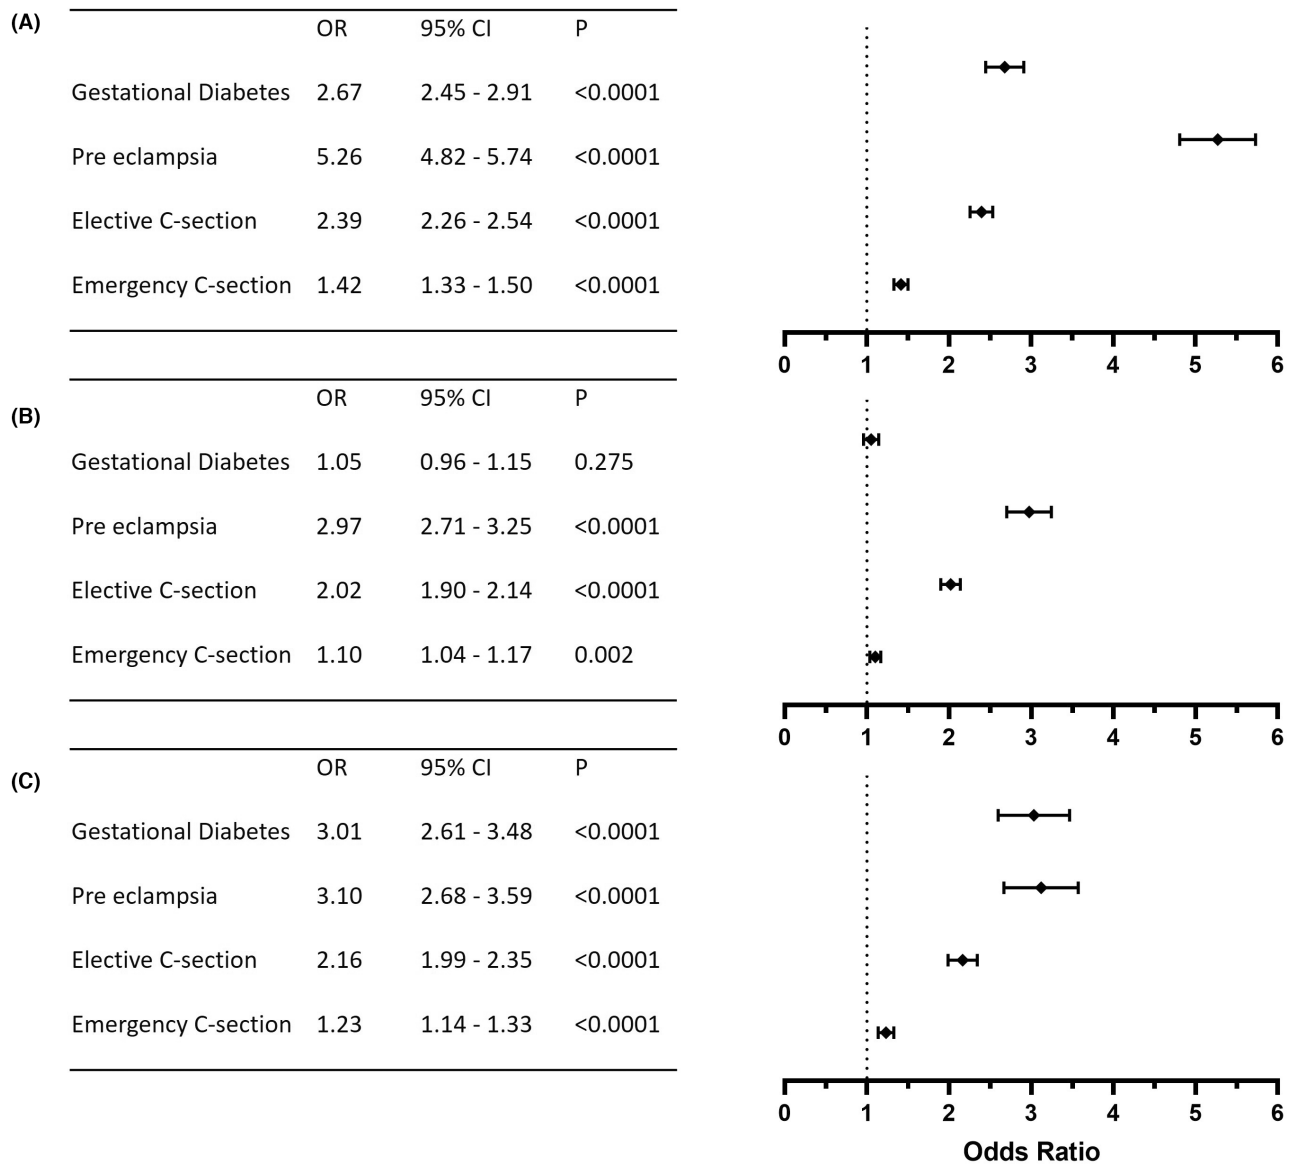 (A)
OR 95% CI P
Gestational Diabetes 2.67 2.45 - 2.91 <0.0001
Pre eclampsia 5.26 4.82 - 5.74 <0.0001
Elective C-section 2.39 2.26 - 2.54 <0.0001
Emergency C-section 1.42 1.33 - 1.50 <0.0001
0 1 2 3 4 5 6
(B)
OR 95% CI P
Gestational Diabetes 1.05 0.96 - 1.15 0.275
Pre eclampsia 2.97 2.71 - 3.25 <0.0001
Elective C-section 2.02 1.90 - 2.14 <0.0001
Emergency C-section 1.10 1.04 - 1.17 0.002
0 1 2 3 4 5 6
(C)
OR 95% CI P
Gestational Diabetes 3.01 2.61 - 3.48 <0.0001
Pre eclampsia 3.10 2.68 - 3.59 <0.0001
Elective C-section 2.16 1.99 - 2.35 <0.0001
Emergency C-section 1.23 1.14 - 1.33 <0.0001
0 1 2 3 4 5 6
Odds Ratio